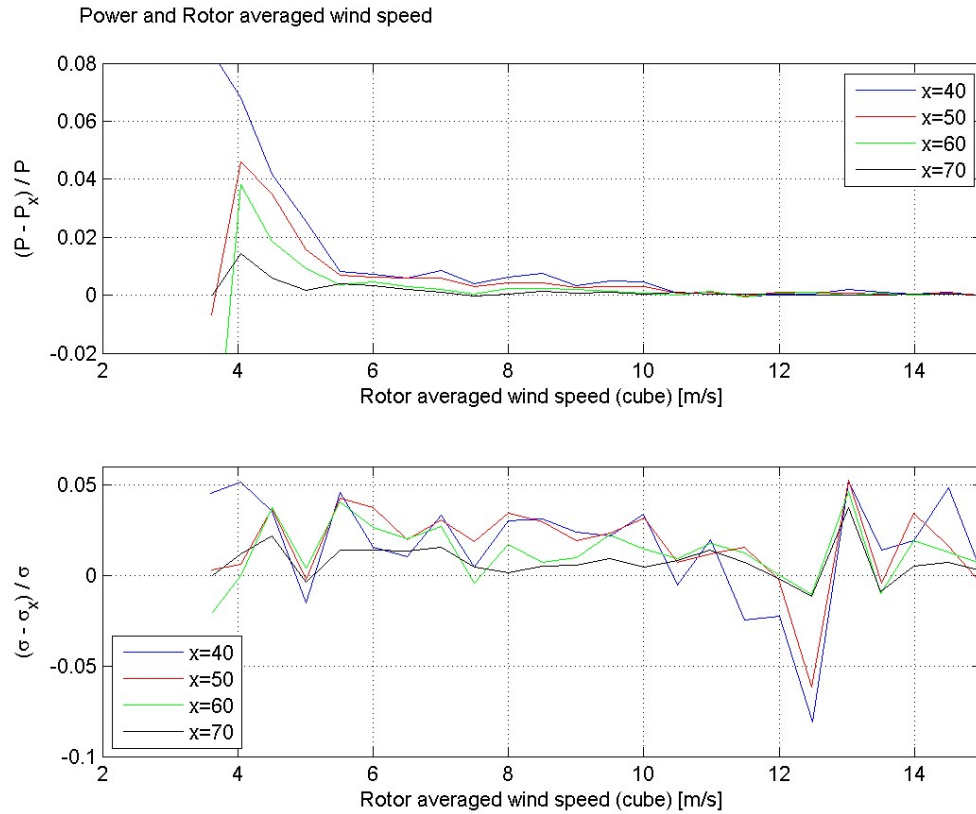 Power and Rotor averaged wind speed
0.08
0.06
0.04
0.02
0
-0.02
(P - Px) / P
2 4 6 8 10 12 14
Rotor averaged wind speed (cube) [m/s]
x=40
x=50
x=60
x=70
0.05
0
-0.05
-0.1
(σ - σx) / σ
x=40
x=50
x=60
x=70
2 4 6 8 10 12 14
Rotor averaged wind speed (cube) [m/s]